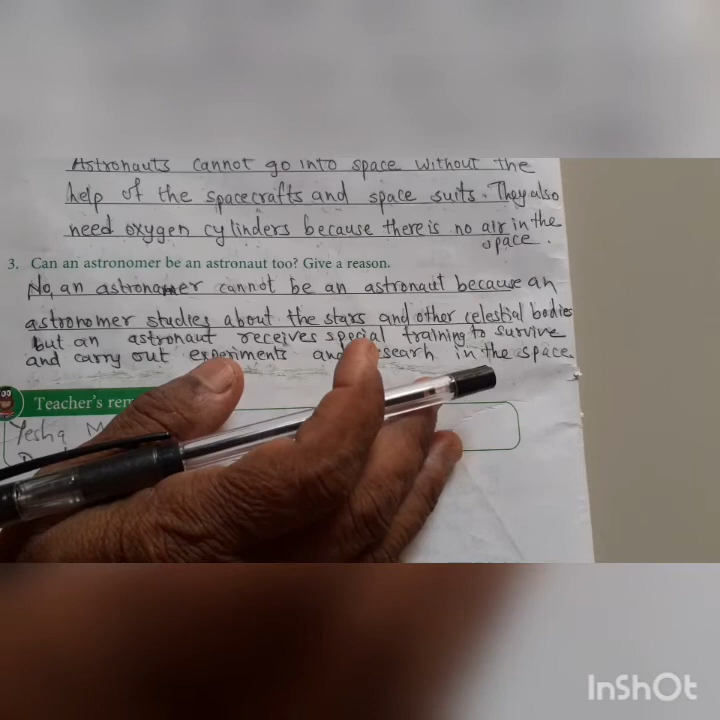 Astronauts cannot go into space without the
help of the spacecrafts and space suits. They also
need oxygen cylinders because there is no air in the
space.
3. Can an astronomer be an astronaut too? Give a reason.
No, an astronomer cannot be an astronaut because an
astronomer studies about the stars and other celestial bodies
but an astronaut receives special training to survive
and carry out experiments and in the space.
Teacher's
Yesha
InShOt